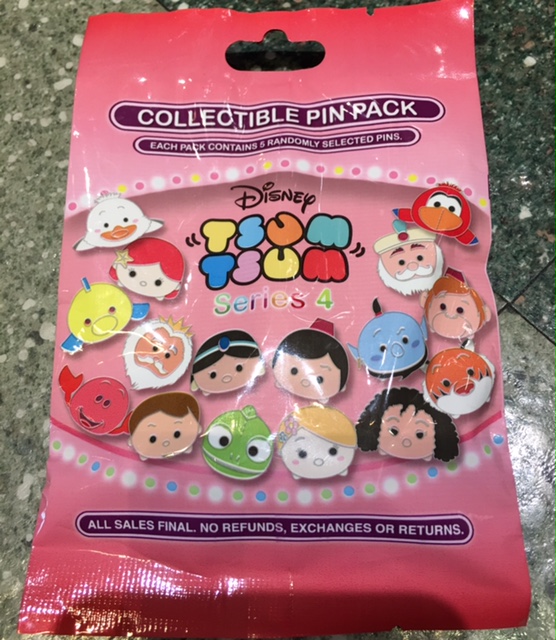 COLLECTIBLE PIN PACK
EACH PACK CONTAINS 5 RANDOMLY SELECTED PINS.
Disney
TSUM
TSUM
Series 4
ALL SALES FINAL. NO REFUNDS, EXCHANGES OR RETURNS.